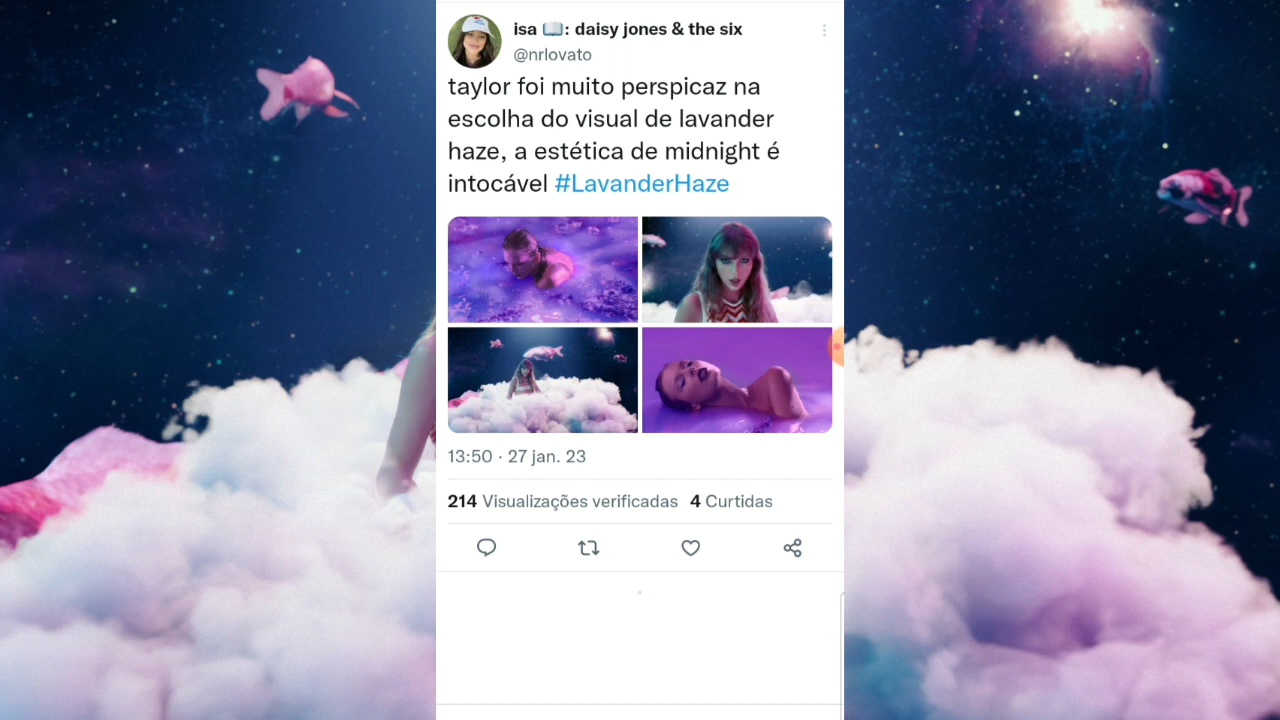 isa 📖: daisy jones & the six
@nrlovato
taylor foi muito perspicaz na
escolha do visual de lavander
haze, a estética de midnight é
intocável #LavanderHaze
13:50 · 27 jan. 23
214 Visualizações verificadas 4 Curtidas